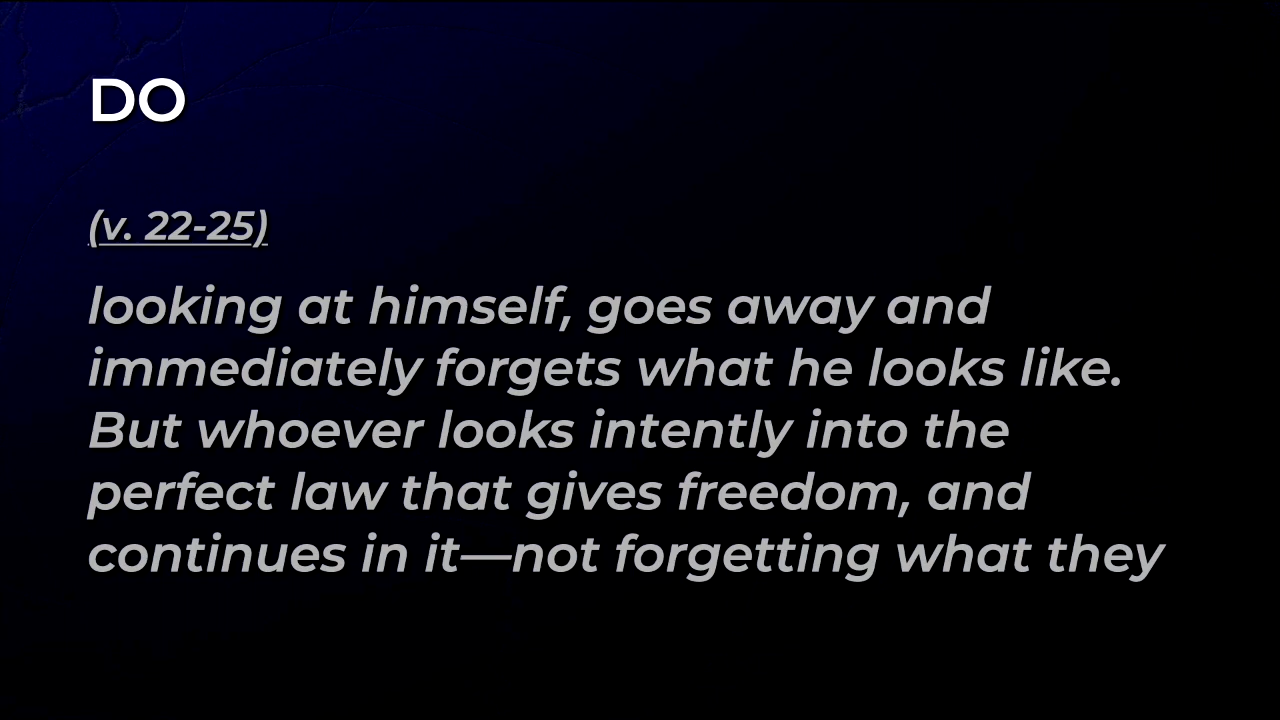 DO
(v. 22-25)
looking at himself, goes away and
immediately forgets what he looks like.
But whoever looks intently into the
perfect law that gives freedom, and
continues in it—not forgetting what they